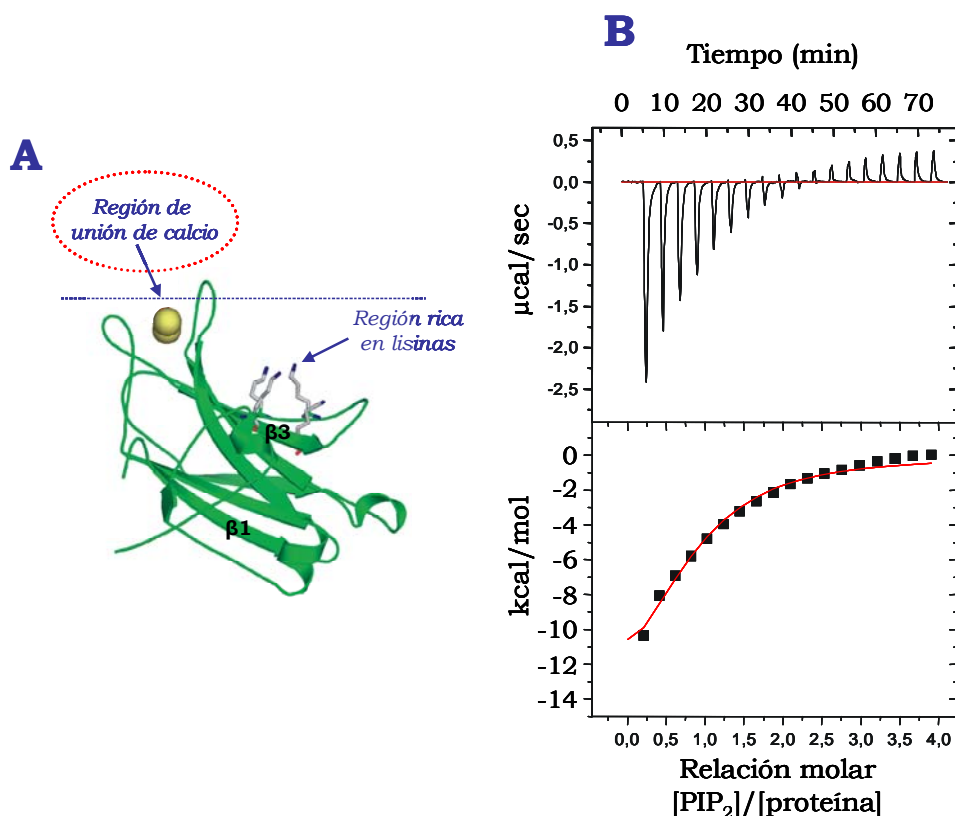 A
Región de
unión de calcio
Región rica
en lisinas
β3
β1
B
Tiempo (min)
0 10 20 30 40 50 60 70
0,5
0,0
-0,5
-1,0
-1,5
-2,0
-2,5
µcal/sec
0
-2
-4
-6
-8
-10
-12
-14
kcal/mol
0,0 0,5 1,0 1,5 2,0 2,5 3,0 3,5 4,0
Relación molar
[PIP₂]/[proteína]